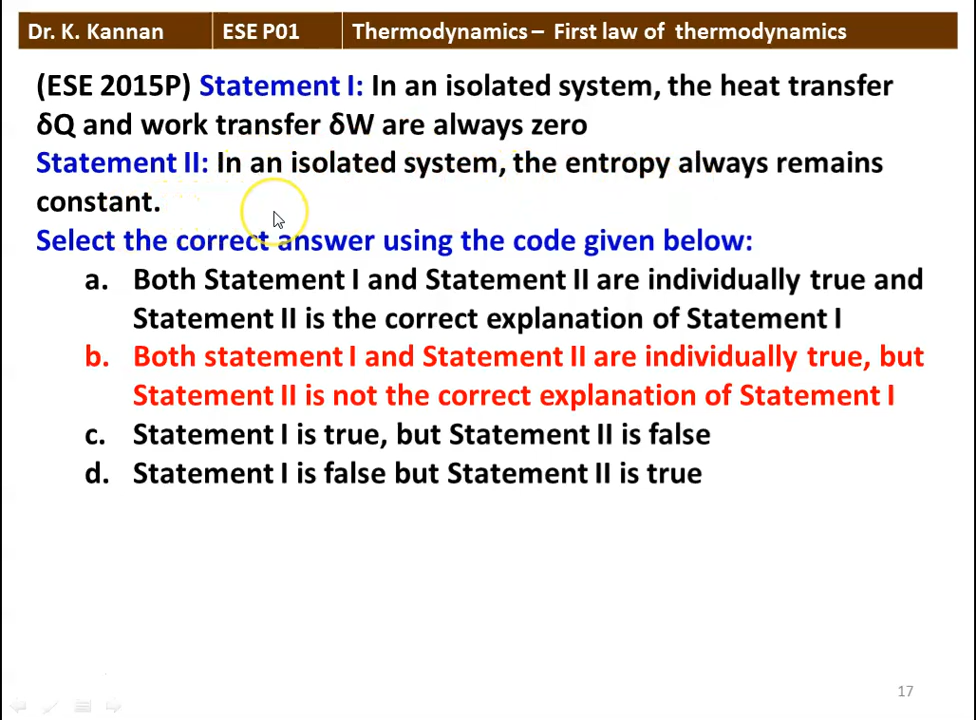 Dr. K. Kannan ESE P01 Thermodynamics – First law of thermodynamics
(ESE 2015P) Statement I: In an isolated system, the heat transfer
δQ and work transfer δW are always zero
Statement II: In an isolated system, the entropy always remains
constant.
Select the correct answer using the code given below:
a. Both Statement I and Statement II are individually true and
Statement II is the correct explanation of Statement I
b. Both statement I and Statement II are individually true, but
Statement II is not the correct explanation of Statement I
c. Statement I is true, but Statement II is false
d. Statement I is false but Statement II is true
17